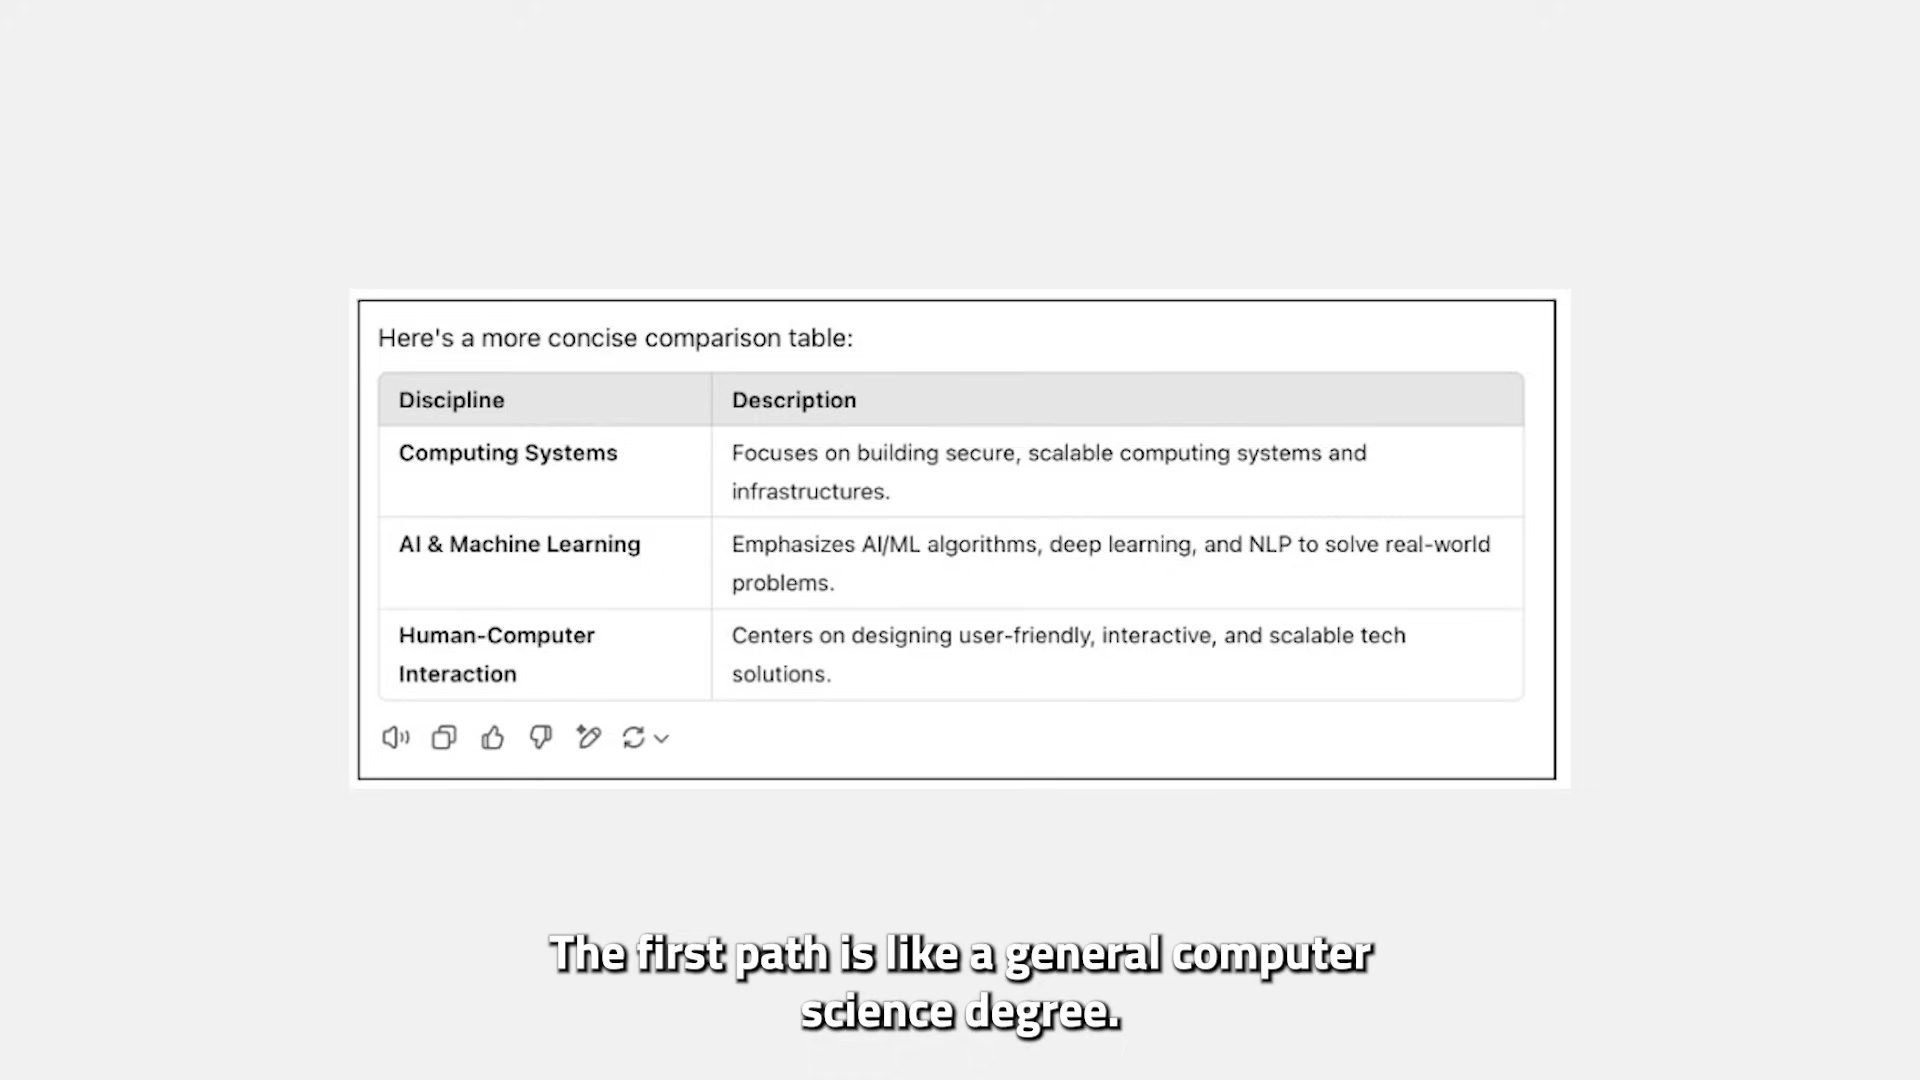 Here's a more concise comparison table:
Discipline
Description
Computing Systems
Focuses on building secure, scalable computing systems and
infrastructures.
AI & Machine Learning
Emphasizes AI/ML algorithms, deep learning, and NLP to solve real-world
problems.
Human-Computer
Interaction
Centers on designing user-friendly, interactive, and scalable tech
solutions.
The first path is like a general computer
science degree.